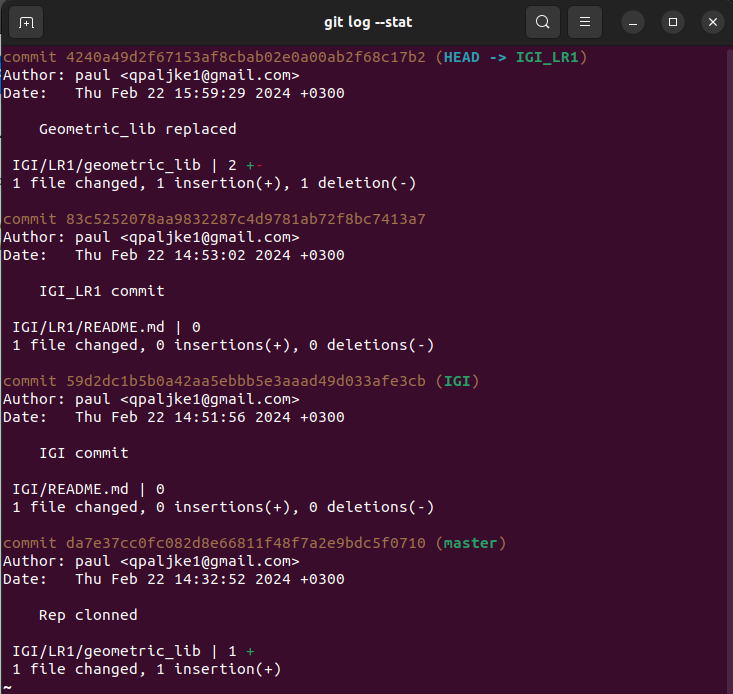 git log --stat
commit 4240a49d2f67153af8cbab02e0a00ab2f68c17b2 (HEAD -> IGI_LR1)
Author: paul <qpaljke1@gmail.com>
Date:   Thu Feb 22 15:59:29 2024 +0300
Geometric_lib replaced
IGI/LR1/geometric_lib | 2 +-
1 file changed, 1 insertion(+), 1 deletion(-)
commit 83c5252078aa9832287c4d9781ab72f8bc7413a7
Author: paul <qpaljke1@gmail.com>
Date:   Thu Feb 22 14:53:02 2024 +0300
IGI_LR1 commit
IGI/LR1/README.md | 0
1 file changed, 0 insertions(+), 0 deletions(-)
commit 59d2dc1b5b0a42aa5ebbb5e3aaad49d033afe3cb (IGI)
Author: paul <qpaljke1@gmail.com>
Date:   Thu Feb 22 14:51:56 2024 +0300
IGI commit
IGI/README.md | 0
1 file changed, 0 insertions(+), 0 deletions(-)
commit da7e37cc0fc082d8e66811f48f7a2e9bdc5f0710 (master)
Author: paul <qpaljke1@gmail.com>
Date:   Thu Feb 22 14:32:52 2024 +0300
Rep clonned
IGI/LR1/geometric_lib | 1 +
1 file changed, 1 insertion(+)
~